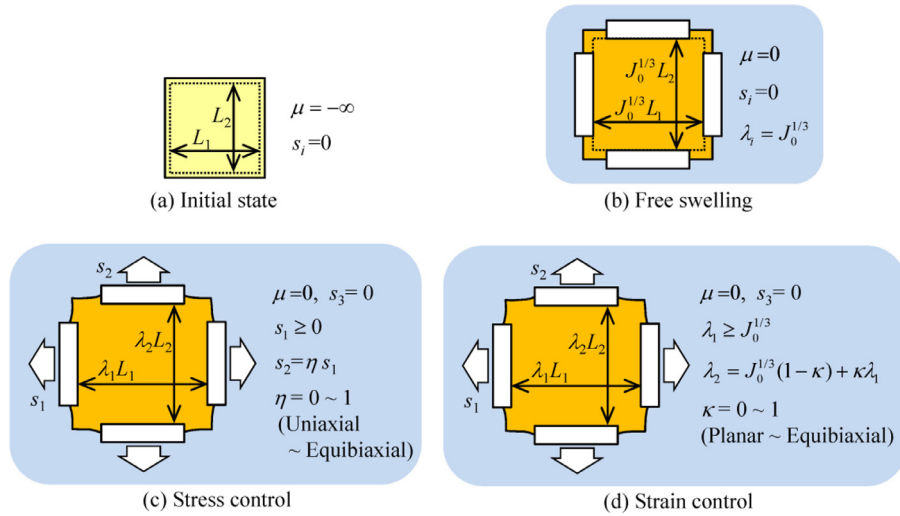 L₂
L₁
μ = −∞
sᵢ=0
(a) Initial state
J₀^{1/3}L₂
J₀^{1/3}L₁
μ=0
sᵢ=0
λᵢ = J₀^{1/3}
(b) Free swelling
s₂
λ₂L₂
λ₁L₁
s₁
μ=0, s₃= 0
s₁ ≥ 0
s₂=η s₁
η = 0 ~ 1
(Uniaxial
~ Equibiaxial)
(c) Stress control
s₂
λ₂L₂
λ₁L₁
s₁
μ=0, s₃= 0
λ₁ ≥ J₀^{1/3}
λ₂ = J₀^{1/3}(1−κ) + κλ₁
κ = 0 ~ 1
(Planar ~ Equibiaxial)
(d) Strain control